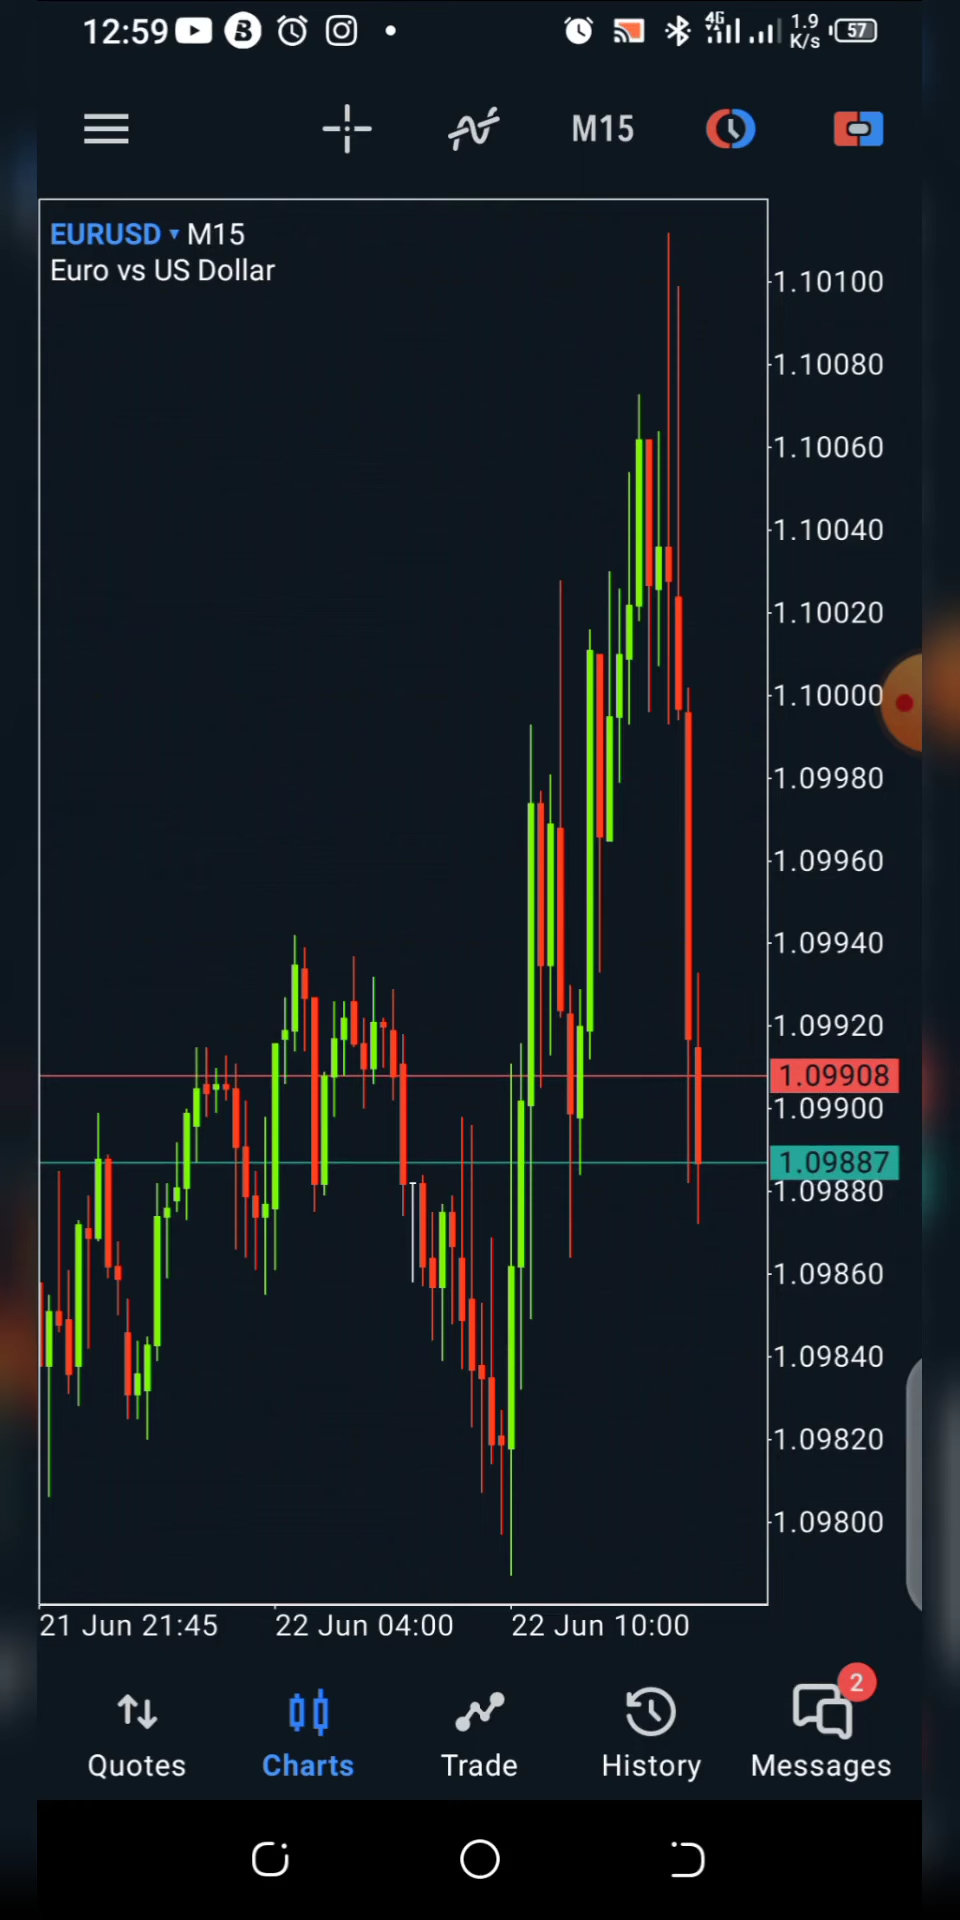 12:59
4G
1.9
K/s
57
M15
EURUSD M15
Euro vs US Dollar
1.10100
1.10080
1.10060
1.10040
1.10020
1.10000
1.09980
1.09960
1.09940
1.09920
1.09908
1.09900
1.09887
1.09880
1.09860
1.09840
1.09820
1.09800
21 Jun 21:45
22 Jun 04:00
22 Jun 10:00
2
Quotes
Charts
Trade
History
Messages